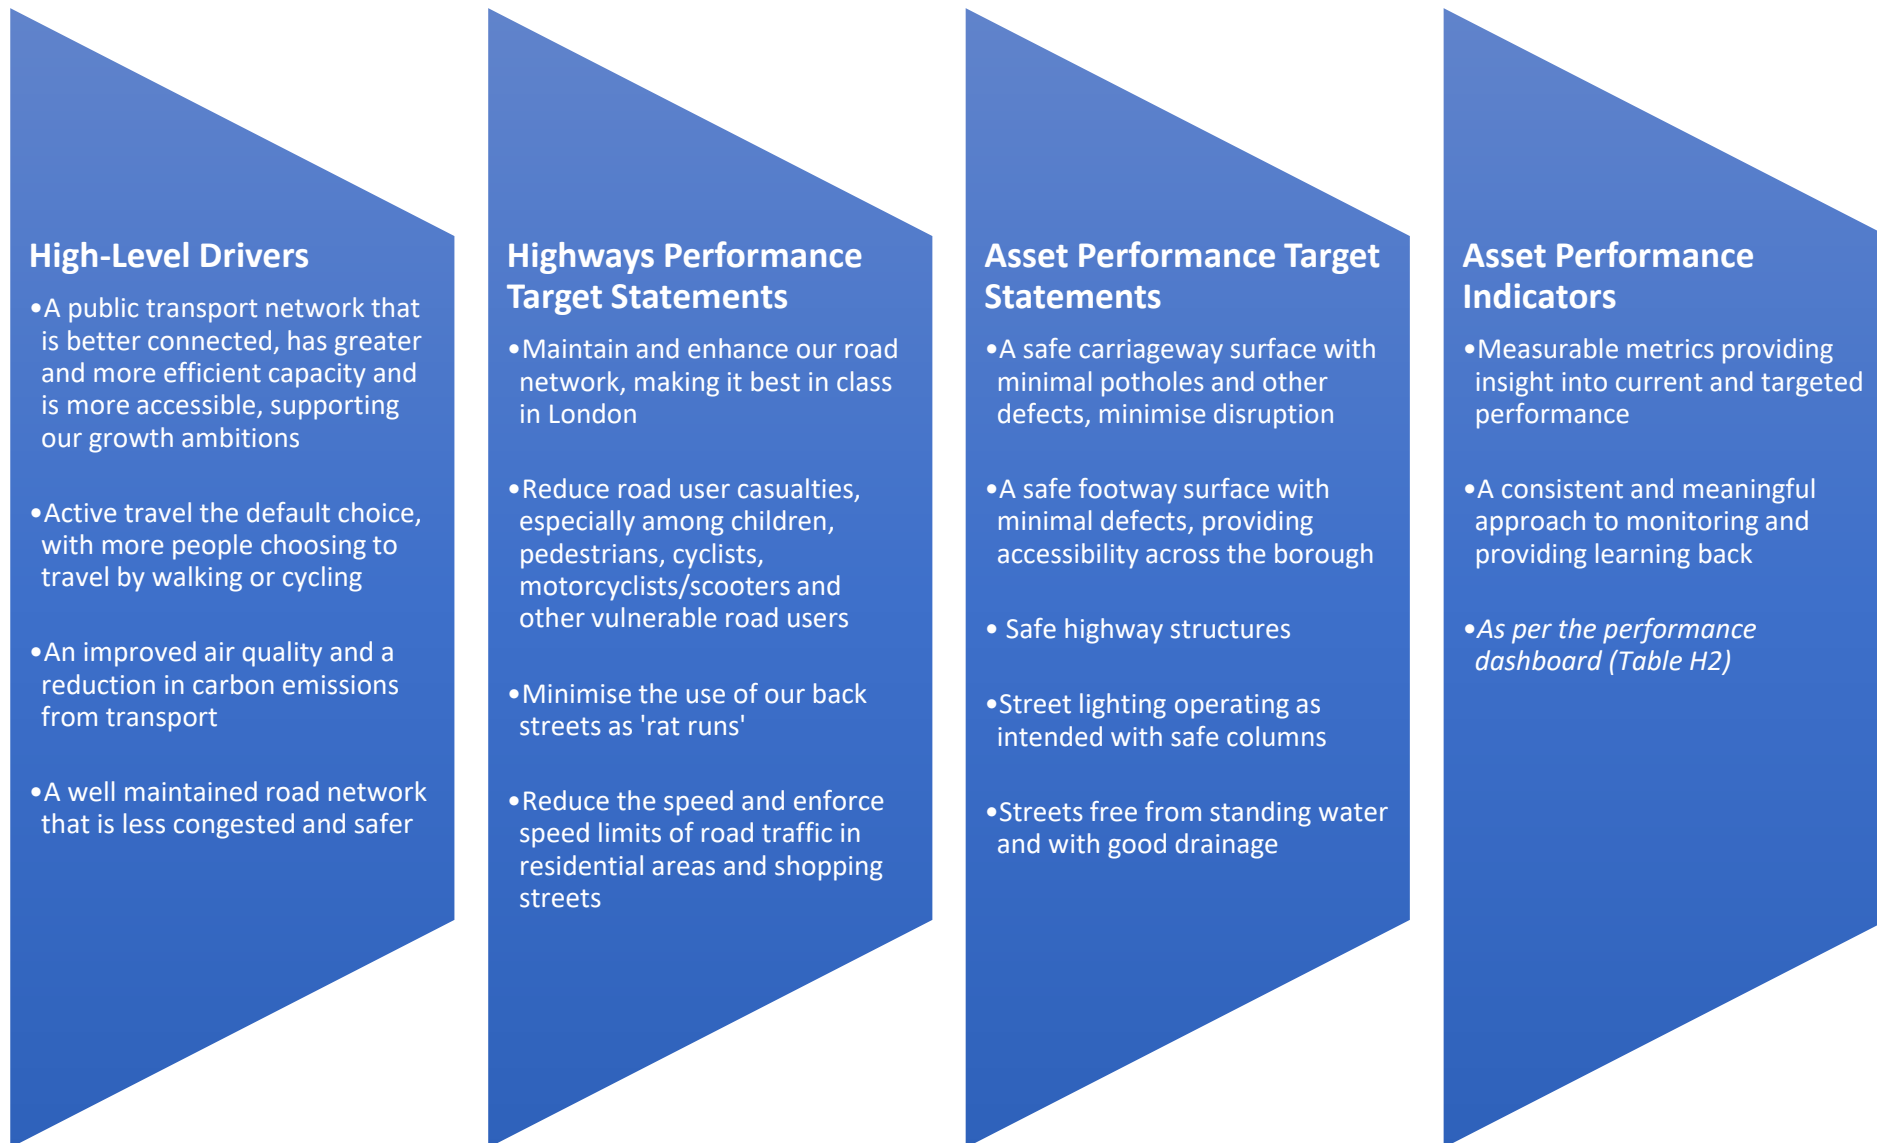 High-Level Drivers
•A public transport network that
is better connected, has greater
and more efficient capacity and
is more accessible, supporting
our growth ambitions
•Active travel the default choice,
with more people choosing to
travel by walking or cycling
•An improved air quality and a
reduction in carbon emissions
from transport
•A well maintained road network
that is less congested and safer
Highways Performance
Target Statements
•Maintain and enhance our road
network, making it best in class
in London
•Reduce road user casualties,
especially among children,
pedestrians, cyclists,
motorcyclists/scooters and
other vulnerable road users
•Minimise the use of our back
streets as 'rat runs'
•Reduce the speed and enforce
speed limits of road traffic in
residential areas and shopping
streets
Asset Performance Target
Statements
•A safe carriageway surface with
minimal potholes and other
defects, minimise disruption
•A safe footway surface with
minimal defects, providing
accessibility across the borough
• Safe highway structures
•Street lighting operating as
intended with safe columns
•Streets free from standing water
and with good drainage
Asset Performance
Indicators
•Measurable metrics providing
insight into current and targeted
performance
•A consistent and meaningful
approach to monitoring and
providing learning back
•As per the performance
dashboard (Table H2)